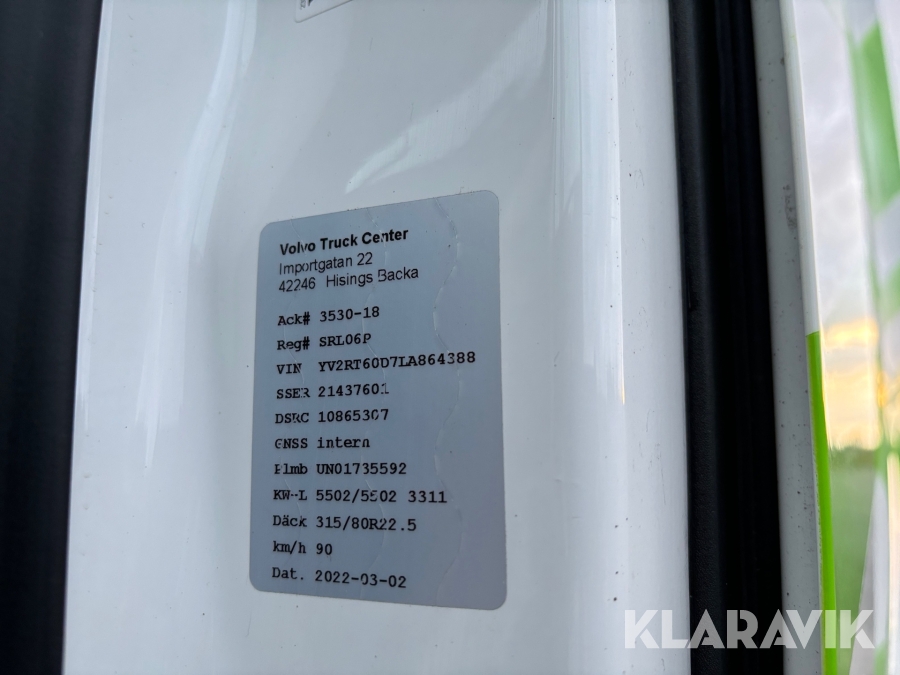 Volvo Truck Center
Importgatan 22
42246 Hisings Backa
Ack# 3530-18
Reg# SRL06P
VIN YV2RT60D7LA864388
SSER 21437601
DSRC 10865307
GNSS intern
Plmb UN01735592
KW-L 5502/5502 3311
Däck 315/80R22.5
km/h 90
Dat. 2022-03-02
KLARAVIK